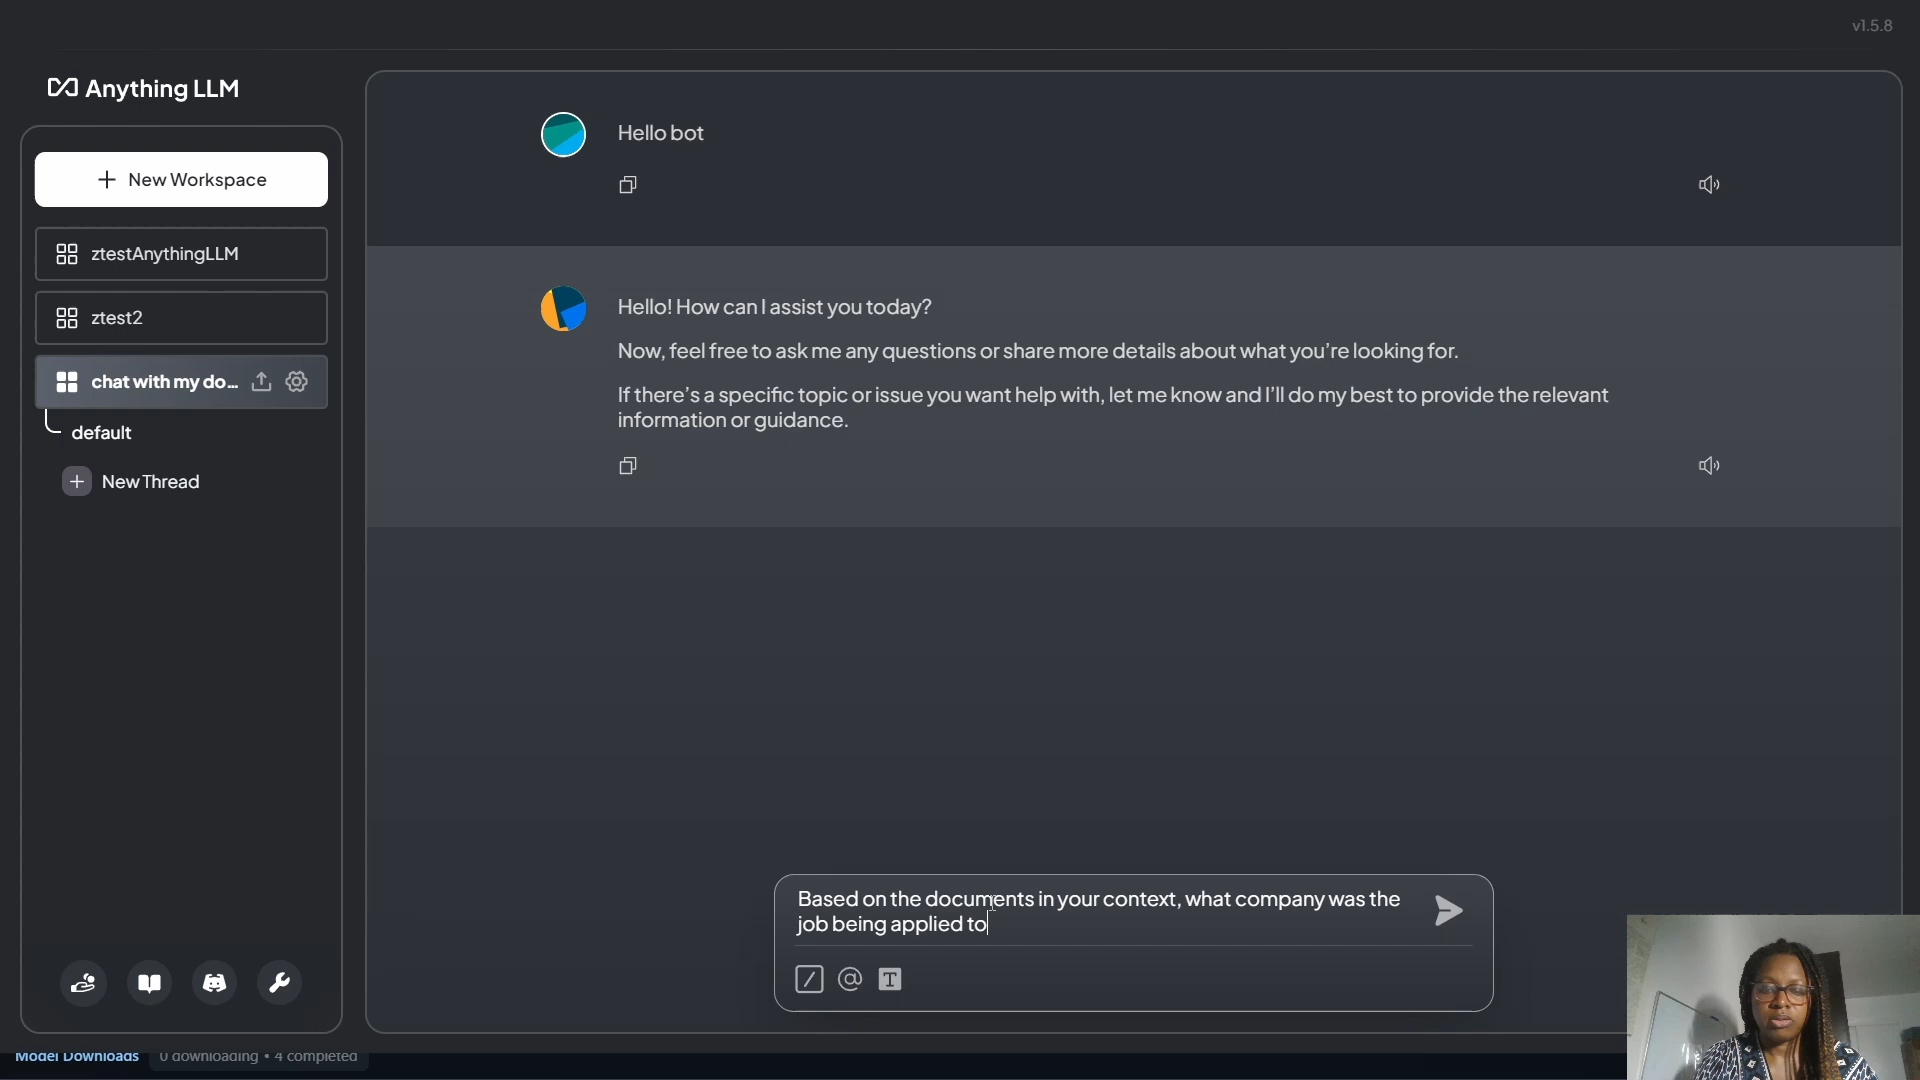 v1.5.8
Anything LLM
New Workspace
ztestAnythingLLM
ztest2
chat with my do...
default
New Thread
Hello bot
Hello! How can I assist you today?
Now, feel free to ask me any questions or share more details about what you're looking for.
If there's a specific topic or issue you want help with, let me know and I'll do my best to provide the relevant
information or guidance.
Based on the documents in your context, what company was the
job being applied to
Model Downloads 0 downloading • 4 completed